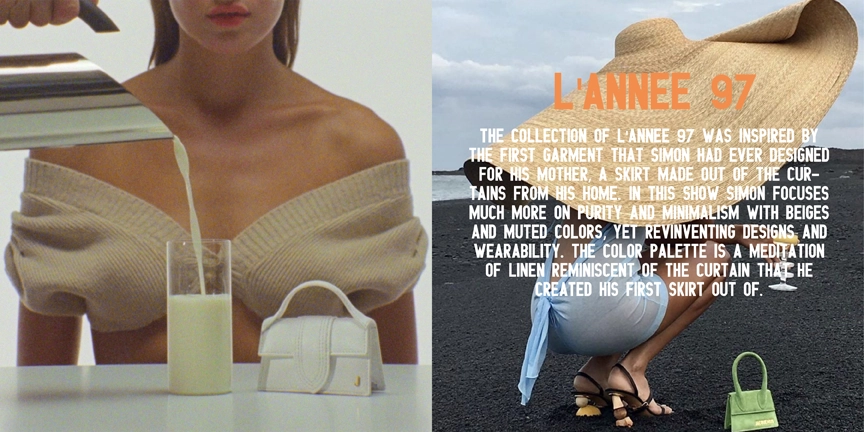 L'ANNEE 97
THE COLLECTION OF L'ANNEE 97 WAS INSPIRED BY
THE FIRST GARMENT THAT SIMON HAD EVER DESIGNED
FOR HIS MOTHER, A SKIRT MADE OUT OF THE CUR-
TAINS FROM HIS HOME. IN THIS SHOW SIMON FOCUSES
MUCH MORE ON PURITY AND MINIMALISM WITH BEIGES
AND MUTED COLORS, YET REVINVENTING DESIGNS AND
WEARABILITY. THE COLOR PALETTE IS A MEDITATION
OF LINEN REMINISCENT OF THE CURTAIN THAT HE
CREATED HIS FIRST SKIRT OUT OF.